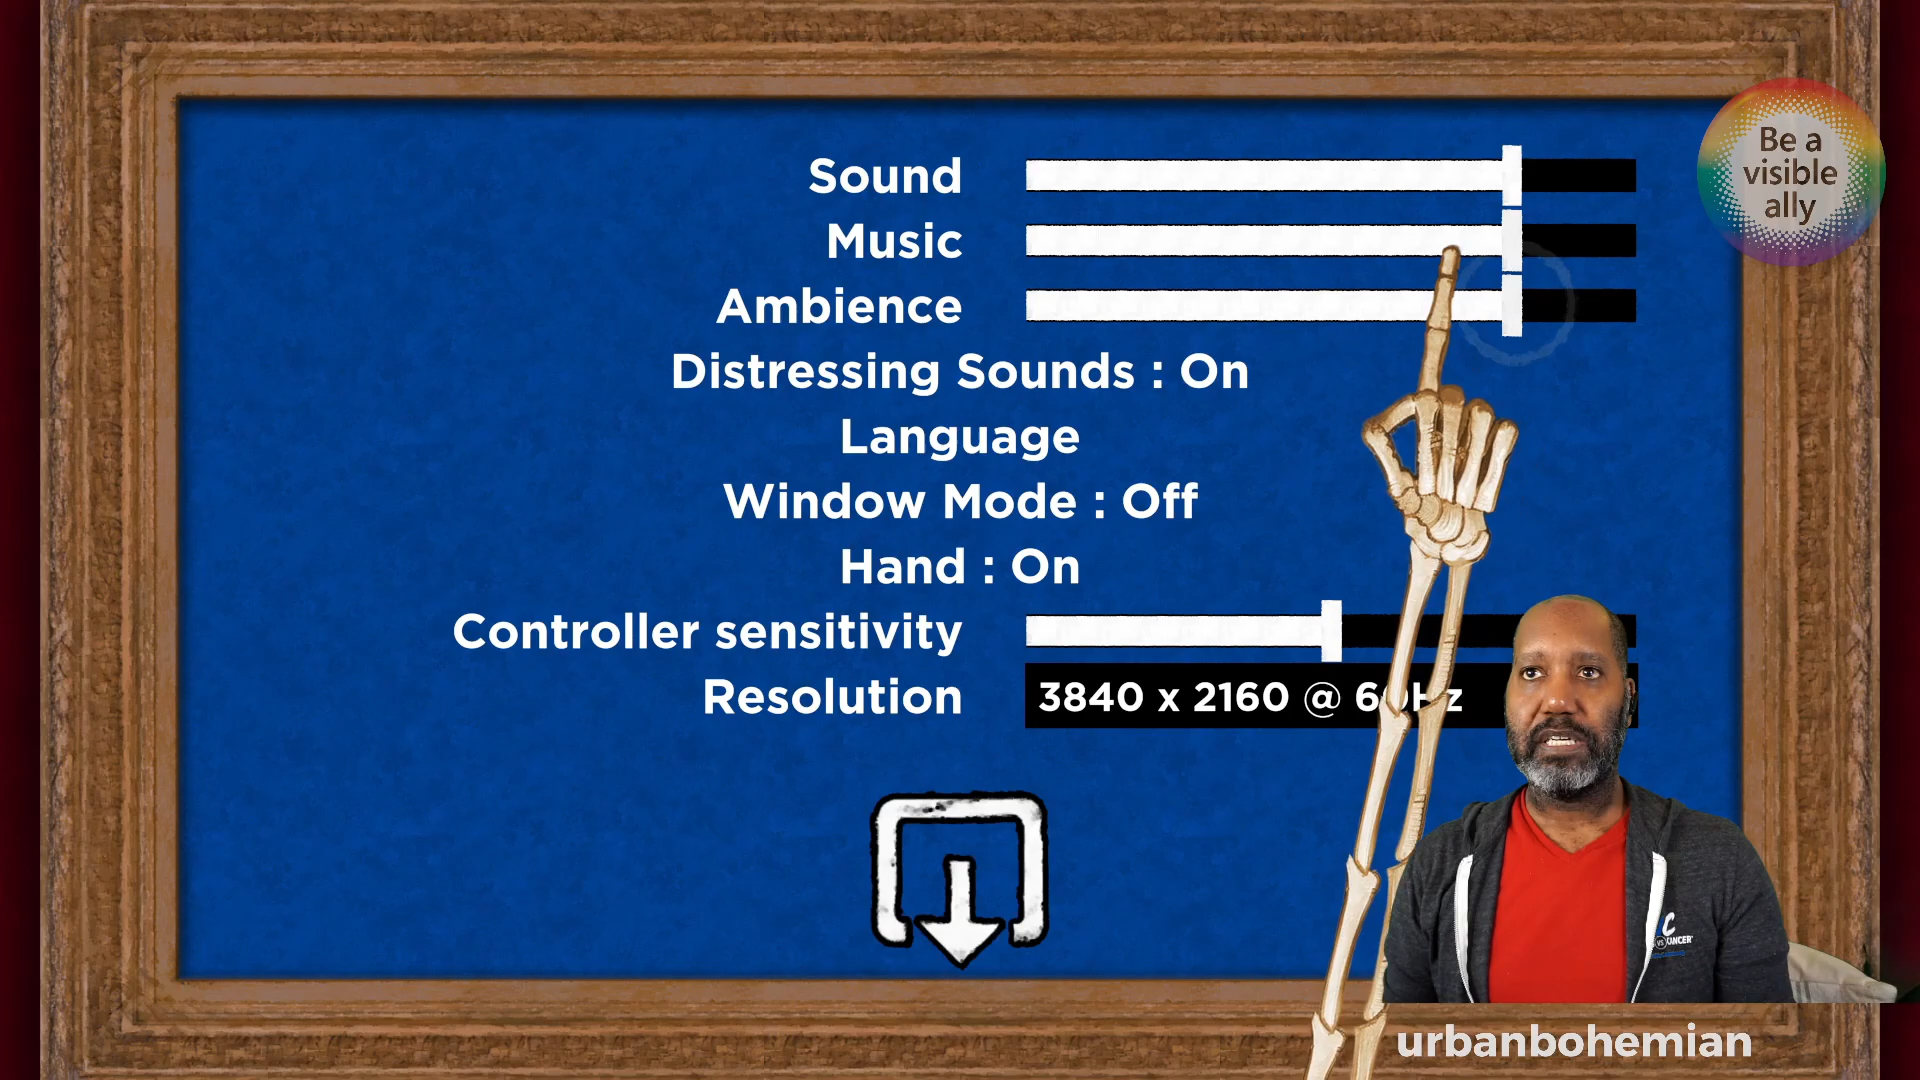 Sound
Music
Ambience
Distressing Sounds : On
Language
Window Mode : Off
Hand : On
Controller sensitivity
Resolution 3840 x 2160 @ 60Hz
Be a
visible
ally
urbanbohemian